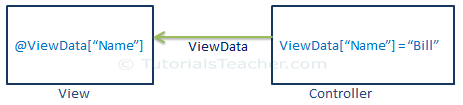 @ViewData[“Name”]
ViewData
ViewData[“Name”] = “Bill”
© TutorialsTeacher.com
View
Controller